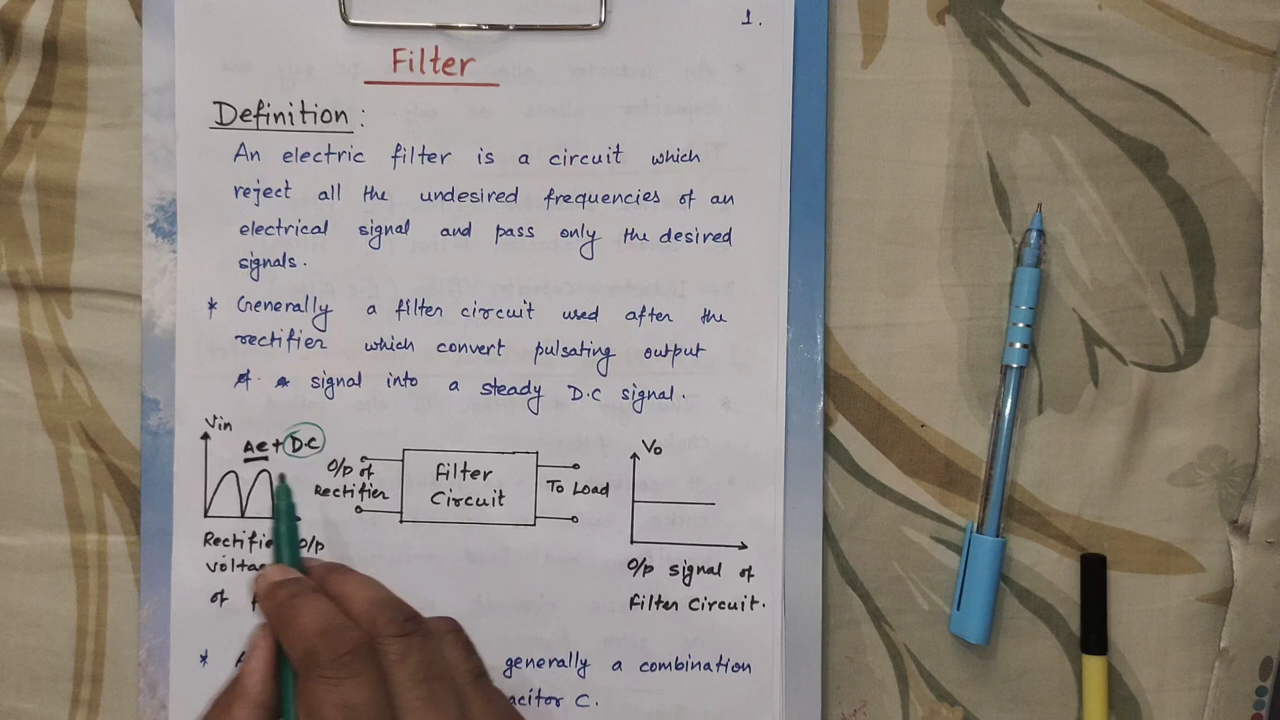 1.
Filter
Definition :
An electric filter is a circuit which
reject all the undesired frequencies of an
electrical signal and pass only the desired
signals.
* Generally a filter circuit used after the
rectifier which convert pulsating output
signal into a steady D.C signal.
Vin
AC + D.C
O/p of
Rectifier
Filter
Circuit
To Load
Vo
O/p
of
O/p signal of
Filter Circuit.
* generally a combination
C.